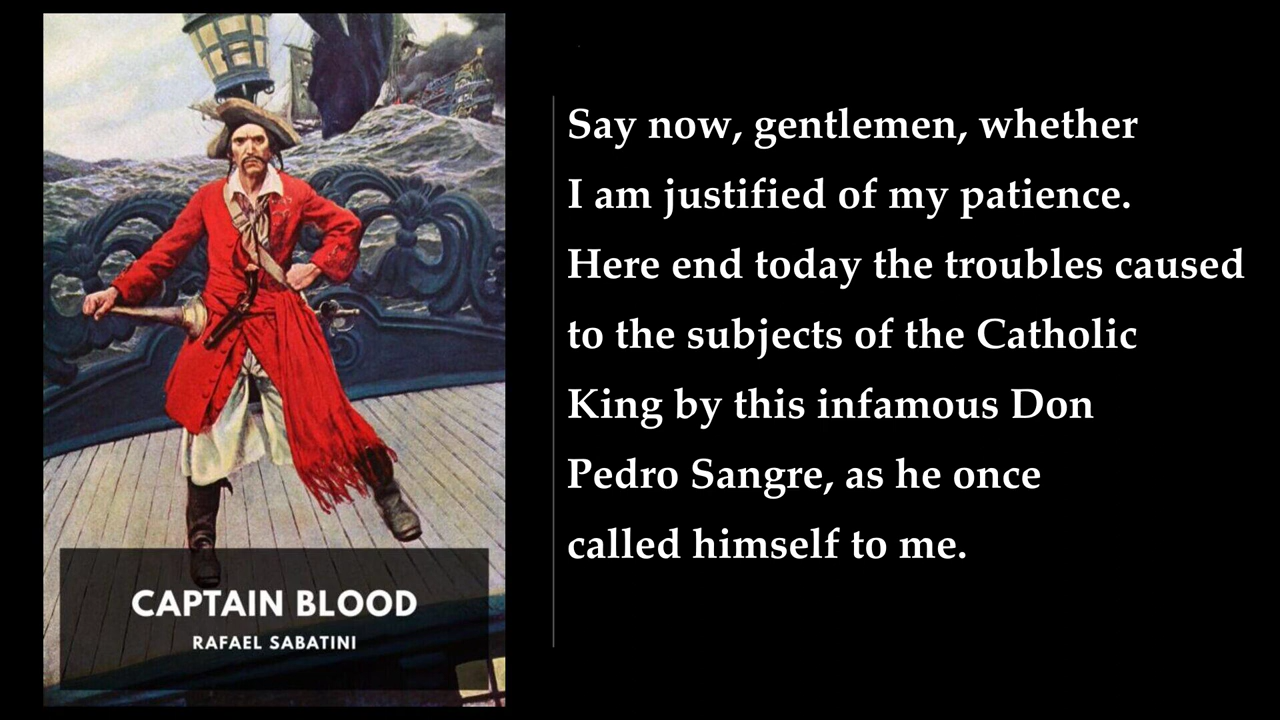 CAPTAIN BLOOD
RAFAEL SABATINI
Say now, gentlemen, whether
I am justified of my patience.
Here end today the troubles caused
to the subjects of the Catholic
King by this infamous Don
Pedro Sangre, as he once
called himself to me.